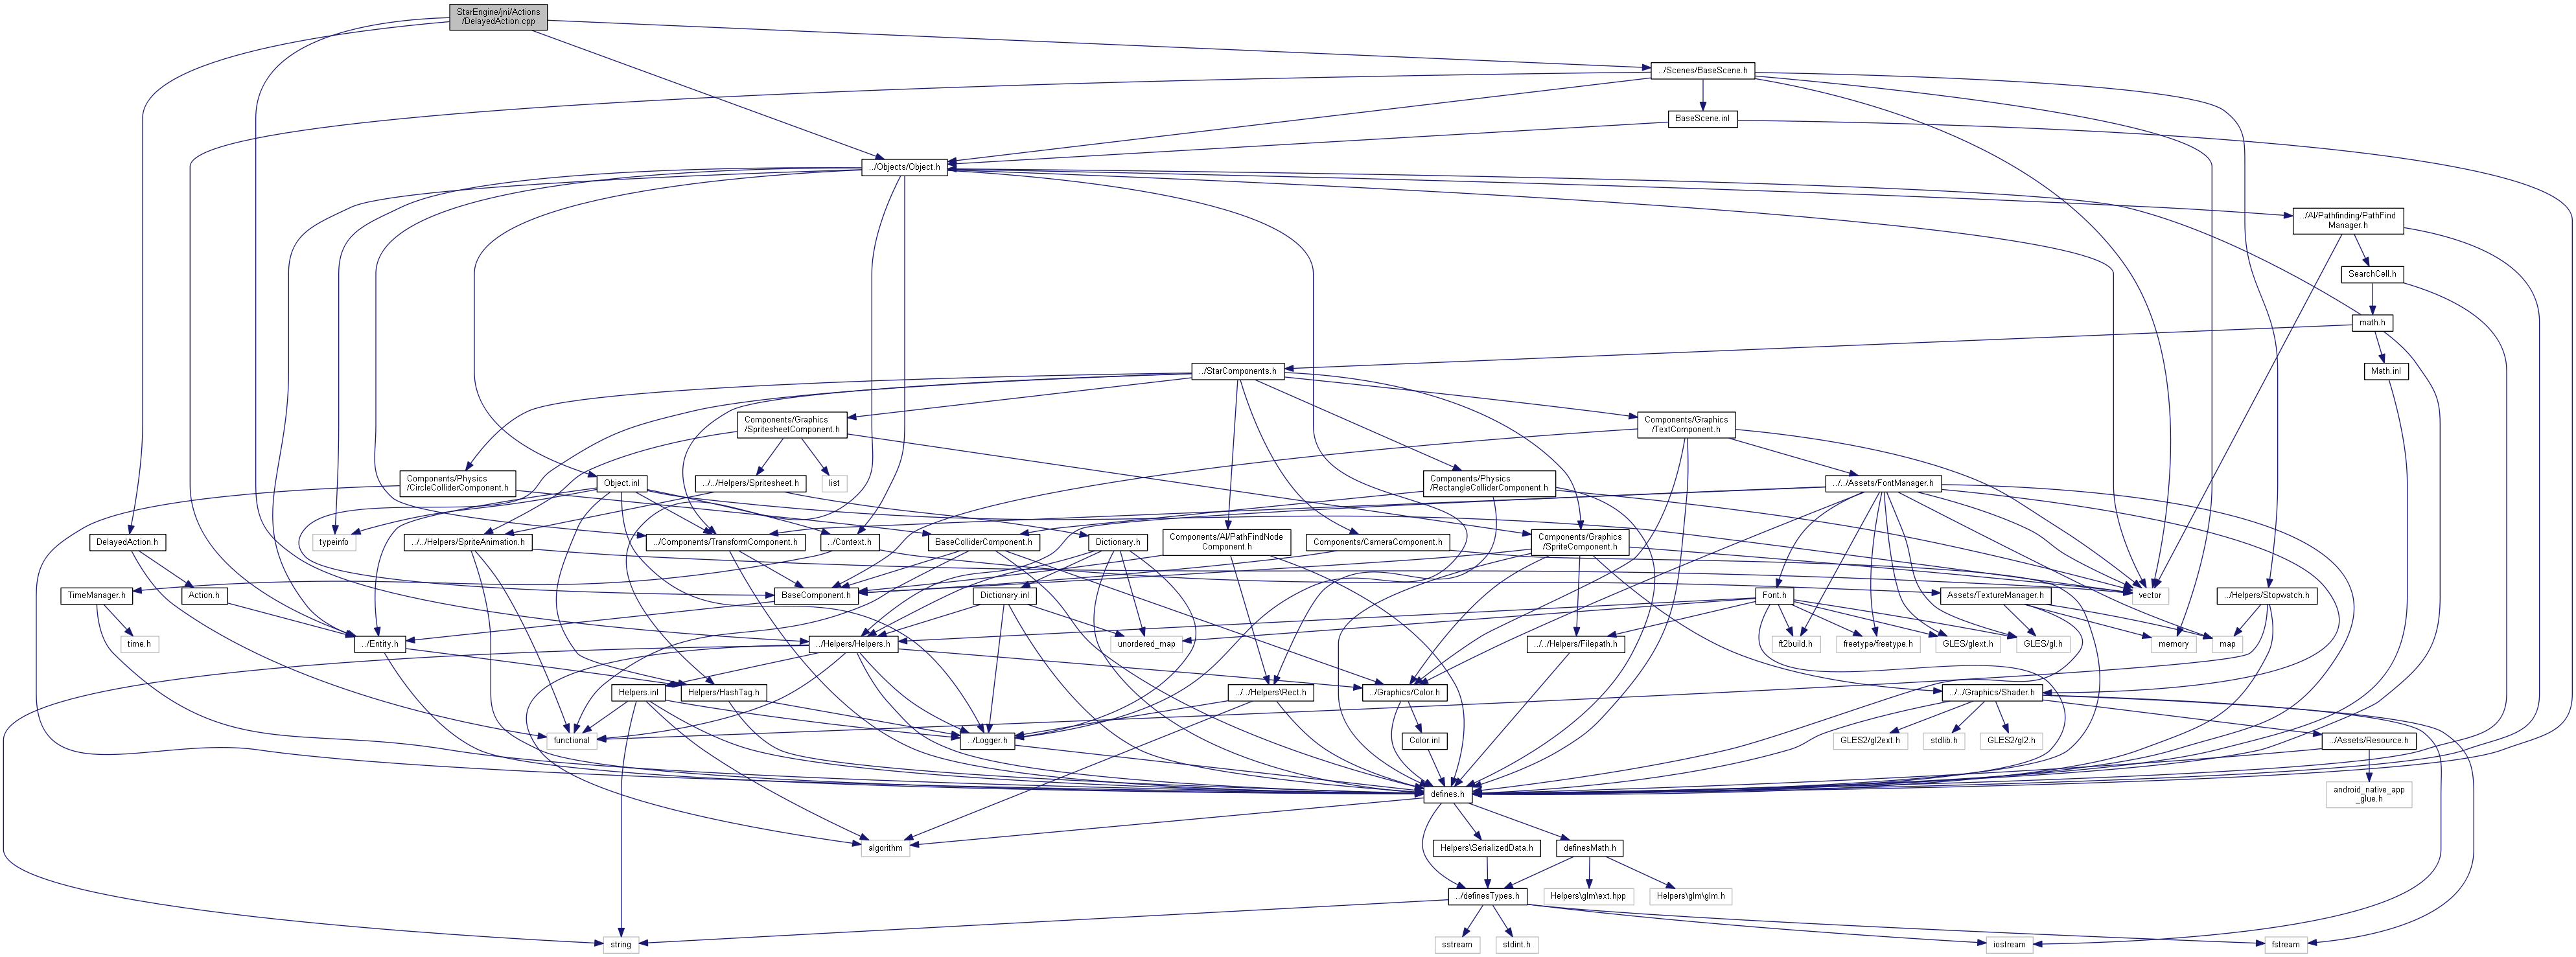 StarEngine/jni/Actions
/DelayedAction.cpp
../Scenes/BaseScene.h
BaseScene.inl
../Objects/Object.h
../AI/Pathfinding/PathFind
Manager.h
SearchCell.h
math.h
../StarComponents.h
Math.inl
Components/Graphics
/SpritesheetComponent.h
Components/Graphics
/TextComponent.h
Components/Physics
/CircleColliderComponent.h
Object.inl
../../Helpers/Spritesheet.h
list
Components/Physics
/RectangleColliderComponent.h
../../Assets/FontManager.h
DelayedAction.h
typeinfo
../../Helpers/SpriteAnimation.h
../Components/TransformComponent.h
../Context.h
BaseColliderComponent.h
Dictionary.h
Components/AI/PathFindNode
Component.h
Components/CameraComponent.h
Components/Graphics
/SpriteComponent.h
TimeManager.h
Action.h
BaseComponent.h
Dictionary.inl
Font.h
Assets/TextureManager.h
vector
../Helpers/Stopwatch.h
time.h
../Entity.h
../Helpers/Helpers.h
unordered_map
../../Helpers/Filepath.h
ft2build.h
freetype/freetype.h
GLES/glext.h
GLES/gl.h
memory
map
Helpers.inl
Helpers/HashTag.h
../../Helpers\Rect.h
../Graphics/Color.h
../../Graphics/Shader.h
functional
../Logger.h
Color.inl
GLES2/gl2ext.h
stdlib.h
GLES2/gl2.h
../Assets/Resource.h
defines.h
android_native_app
_glue.h
algorithm
Helpers\SerializedData.h
definesMath.h
../definesTypes.h
Helpers\glm\ext.hpp
Helpers\glm\glm.h
string
sstream
stdint.h
iostream
fstream